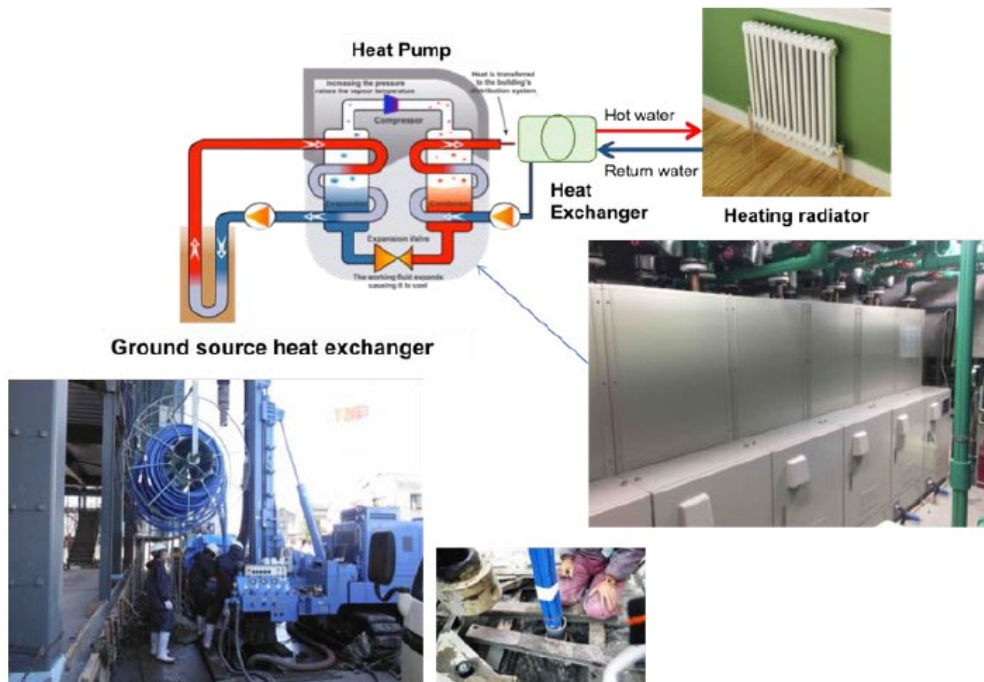 Heat Pump
Increasing the pressure
raises the vapour temperature
Heat is transferred
to the building's
distribution system
Compressor
Hot water
Return water
Heat
Exchanger
Heating radiator
Condenser
Expansion Valve
The working fluid expands
causing it to cool
Ground source heat exchanger